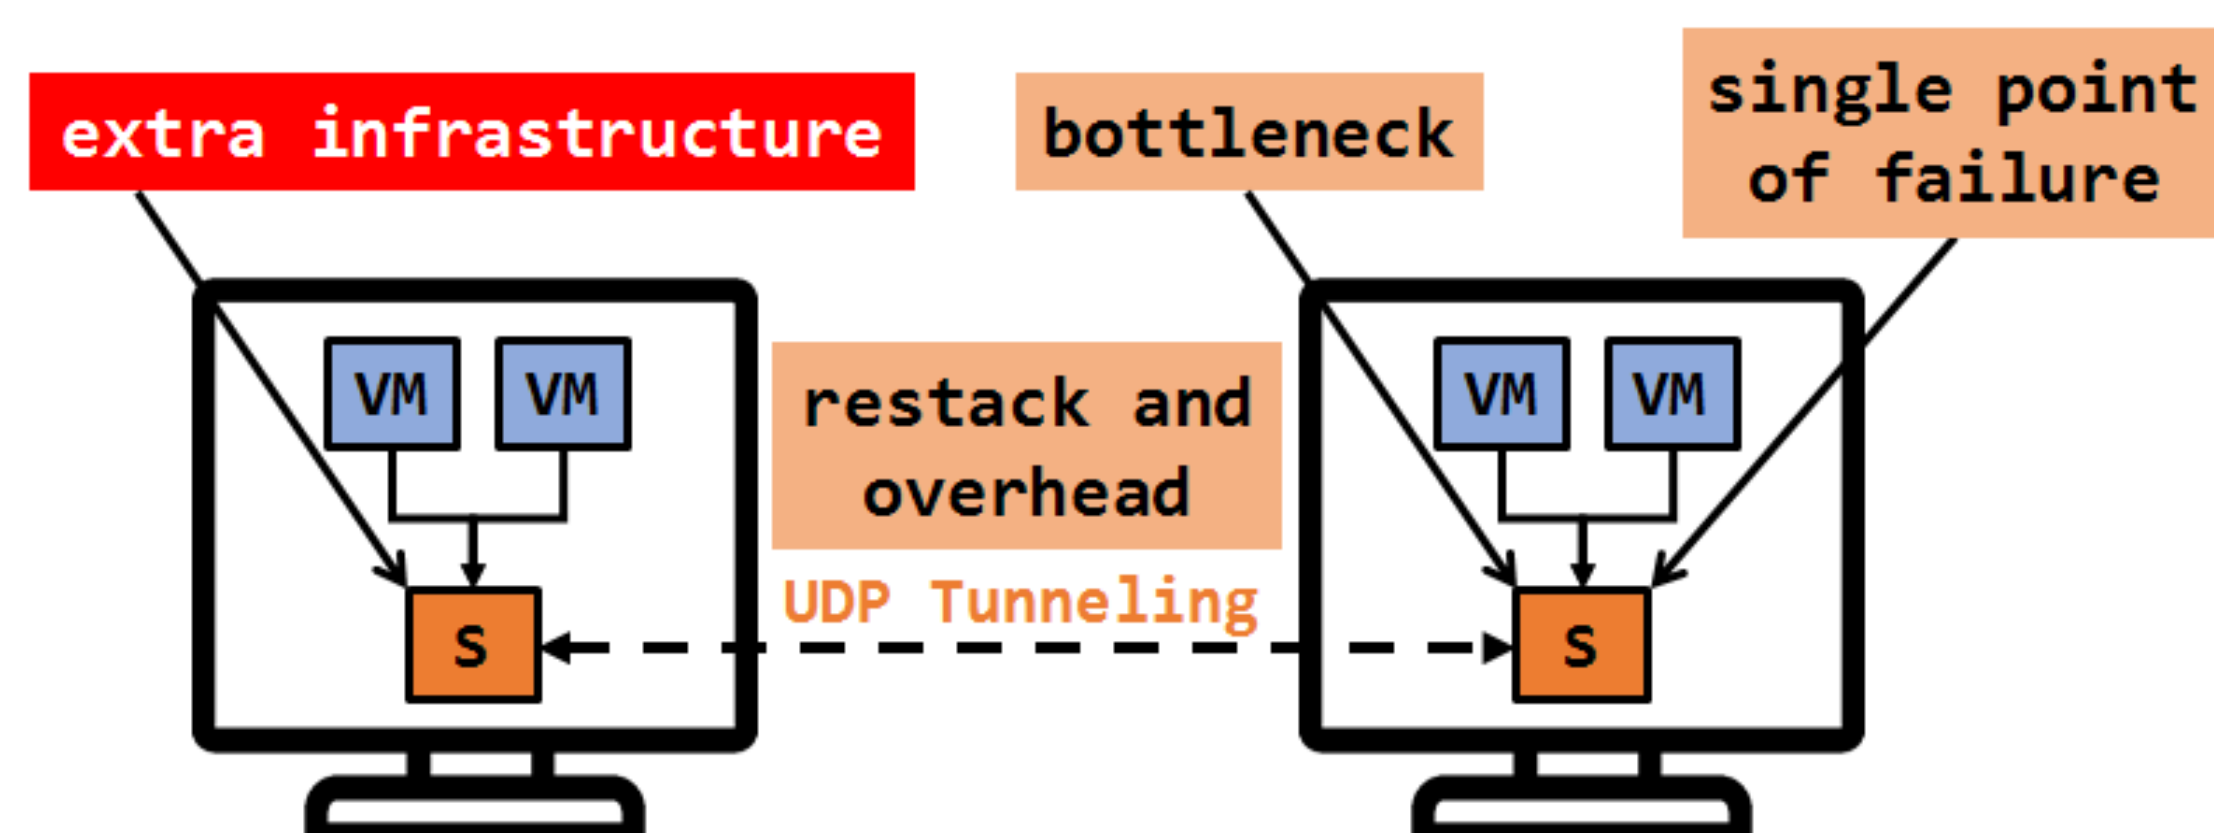 extra infrastructure
bottleneck
single point
of failure
VM VM
restack and
overhead
VM VM
UDP Tunneling
S
S